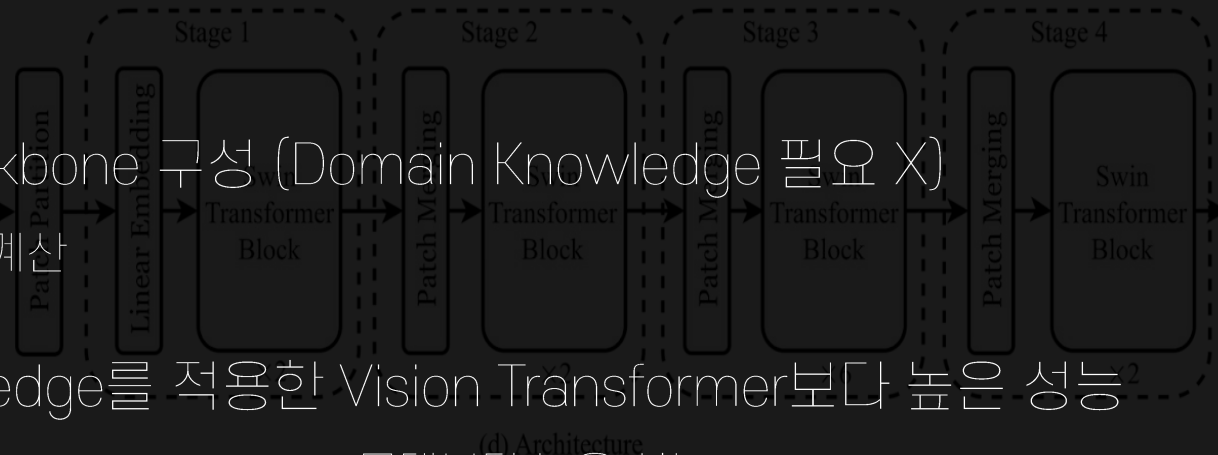 Stage 1 Stage 2 Stage 3 Stage 4
Patch Partition
Linear Embedding
Swin Transformer Block
Patch Merging
Swin Transformer Block
Patch Merging
Swin Transformer Block
Patch Merging
Swin Transformer Block
kbone 구성 (Domain Knowledge 필요 X)
계산
edge를 적용한 Vision Transformer보다 높은 성능
×2 ×2
(d) Architecture